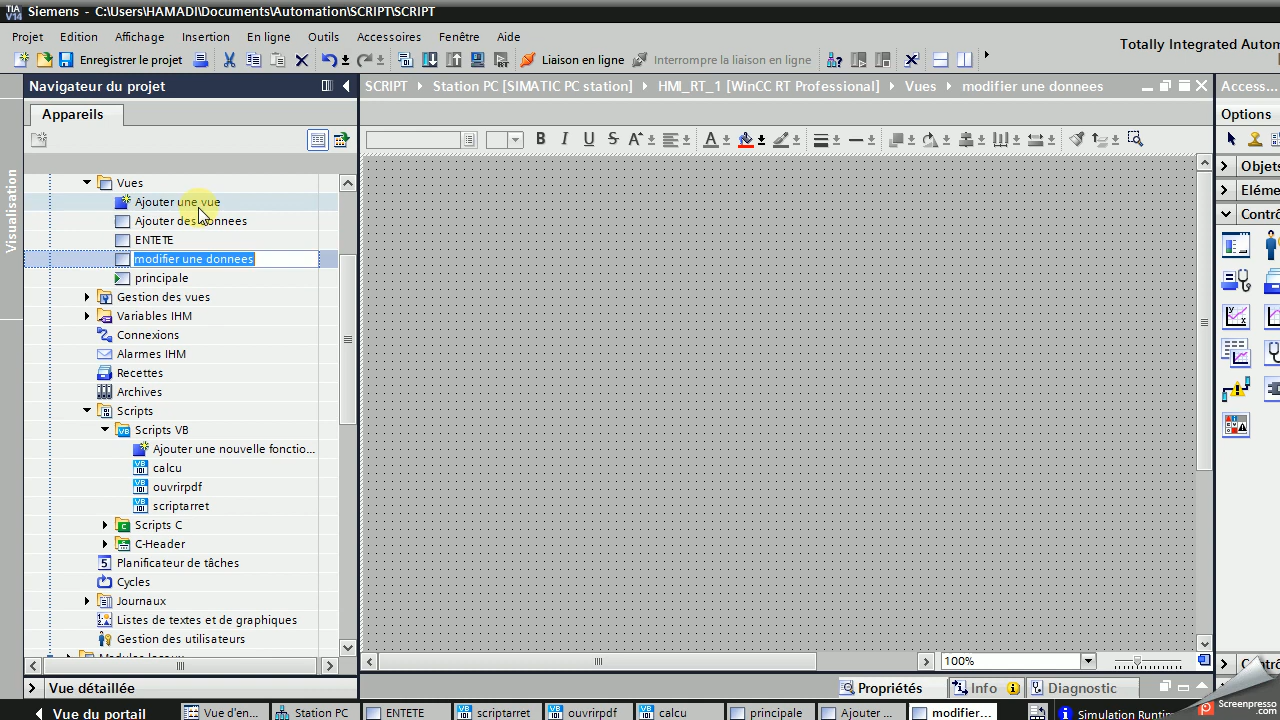 TIA V14 Siemens - C:\Users\HAMADI\Documents\Automation\SCRIPT\SCRIPT
Projet Edition Affichage Insertion En ligne Outils Accessoires Fenêtre Aide
Totally Integrated Autom
Enregistrer le projet Liaison en ligne Interrompre la liaison en ligne
Navigateur du projet
SCRIPT Station PC [SIMATIC PC station] HMI_RT_1 [WinCC RT Professional] Vues modifier une donnees
Access...
Appareils
Options
Visualisation
Vues
Ajouter une vue
Ajouter des donnees
ENTETE
modifier une donnees
principale
Gestion des vues
Variables IHM
Connexions
Alarmes IHM
Recettes
Archives
Scripts
Scripts VB
Ajouter une nouvelle fonctio...
calcu
ouvrirpdf
scriptarret
Scripts C
C-Header
Planificateur de tâches
Cycles
Journaux
Listes de textes et de graphiques
Gestion des utilisateurs
Modules locaux
Objets
Eléme
Contrô
100%
Vue détaillée
Propriétés Info Diagnostic
Vue du portail Vue d'en... Station PC ENTETE scriptarret ouvrirpdf calcu principale Ajouter ... modifier...
Simulation Runtim
Screenpresso
.com